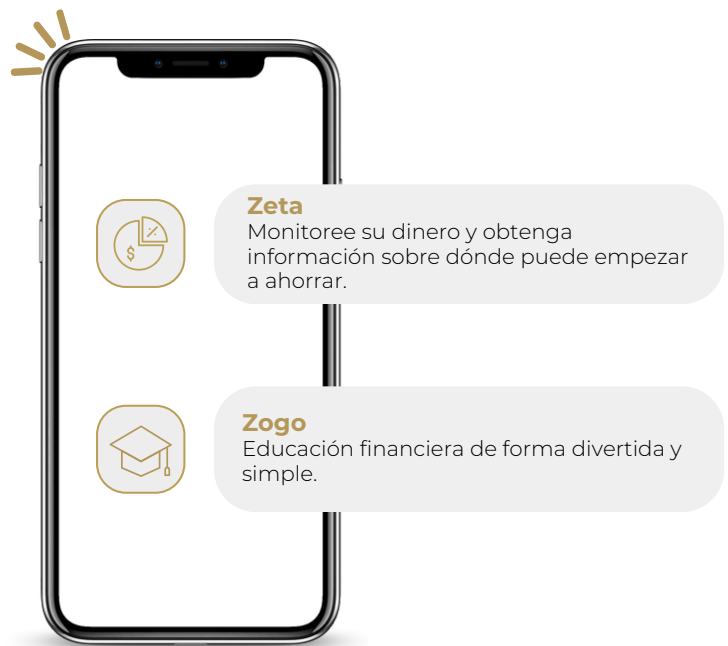 Zeta
Monitoree su dinero y obtenga
información sobre dónde puede empezar
a ahorrar.
$
%
Zogo
Educación financiera de forma divertida y
simple.